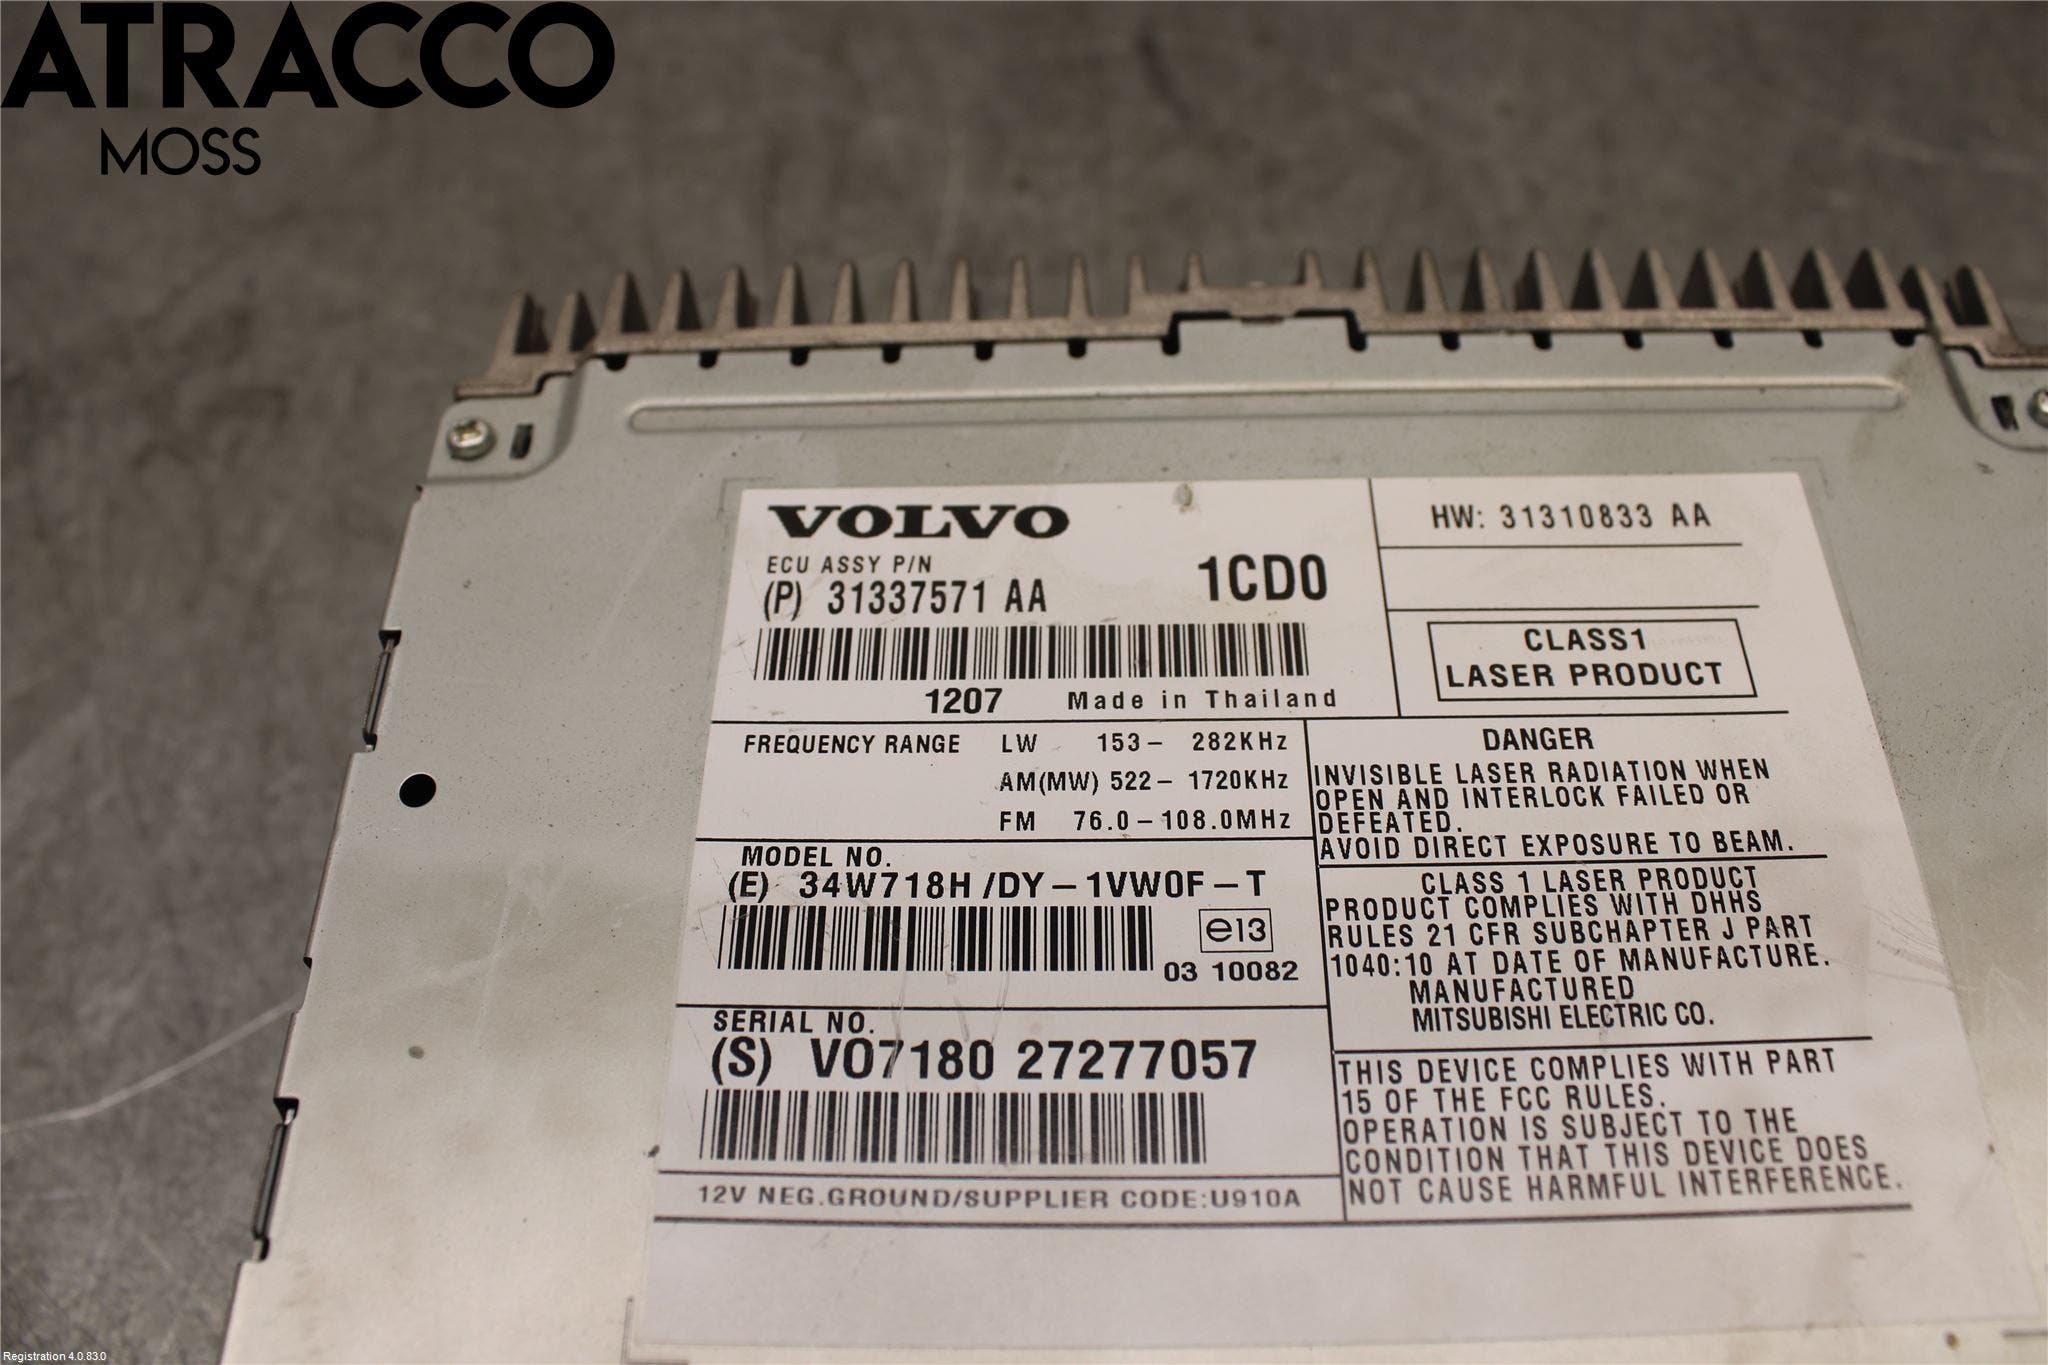 ATRACCO
MOSS
VOLVO
ECU ASSY P/N
(P) 31337571 AA
1CD0
1207 Made in Thailand
HW: 31310833 AA
CLASS1
LASER PRODUCT
FREQUENCY RANGE LW 153- 282KHz
AM(MW) 522- 1720KHz
FM 76.0-108.0MHz
DANGER
INVISIBLE LASER RADIATION WHEN
OPEN AND INTERLOCK FAILED OR
DEFEATED.
AVOID DIRECT EXPOSURE TO BEAM.
MODEL NO.
(E) 34W718H /DY-1VW0F-T
e13
03 10082
CLASS 1 LASER PRODUCT
PRODUCT COMPLIES WITH DHHS
RULES 21 CFR SUBCHAPTER J PART
1040:10 AT DATE OF MANUFACTURE.
MANUFACTURED
MITSUBISHI ELECTRIC CO.
SERIAL NO.
(S) VO7180 27277057
THIS DEVICE COMPLIES WITH PART
15 OF THE FCC RULES.
OPERATION IS SUBJECT TO THE
CONDITION THAT THIS DEVICE DOES
NOT CAUSE HARMFUL INTERFERENCE.
12V NEG.GROUND/SUPPLIER CODE:U910A
Registration 4.0.83.0